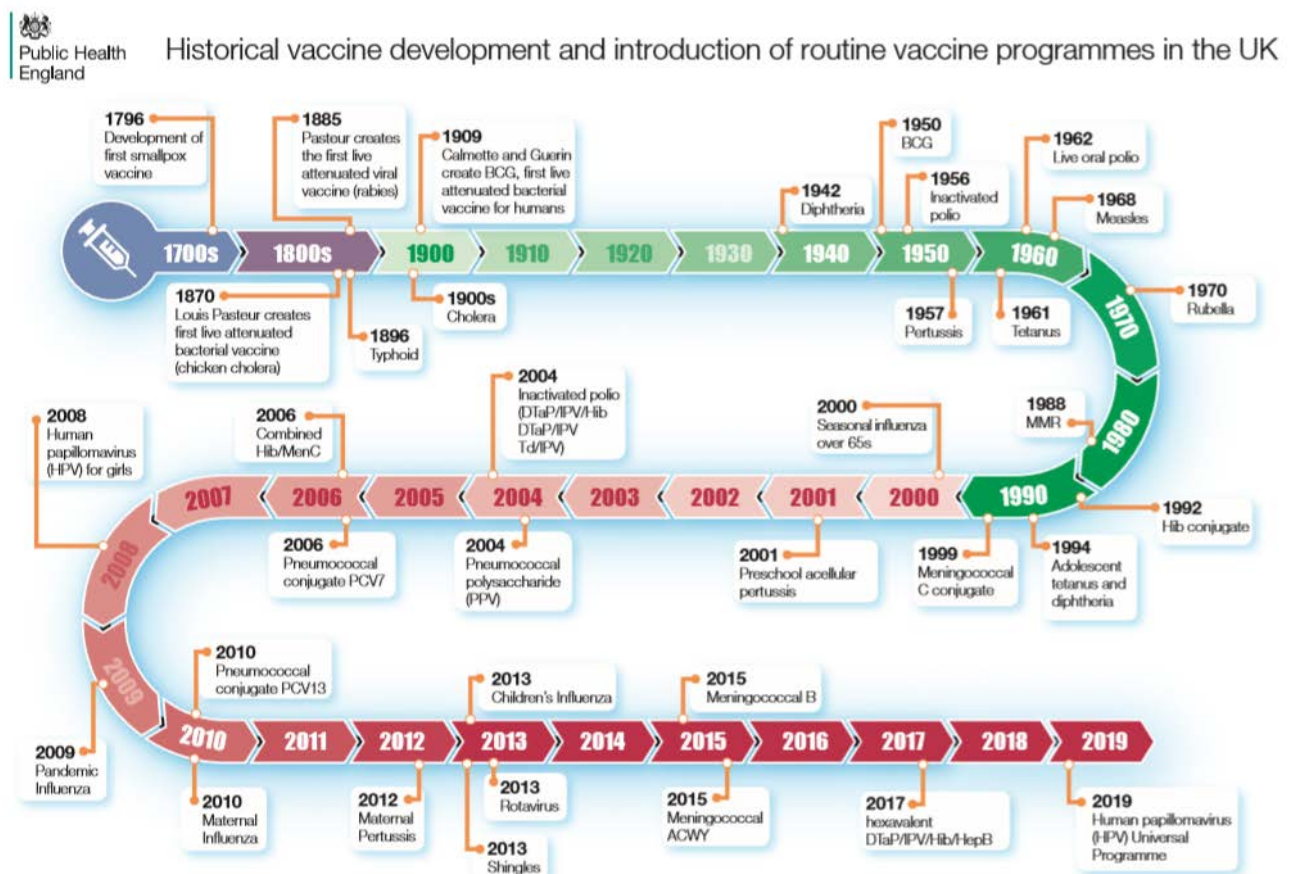 Public Health
England
Historical vaccine development and introduction of routine vaccine programmes in the UK
1796
Development of
first smallpox
vaccine
1885
Pasteur creates
the first live
attenuated viral
vaccine (rabies)
1909
Calmette and Guerin
create BCG, first live
attenuated bacterial
vaccine for humans
1942
Diphtheria
1950
BCG
1956
Inactivated
polio
1962
Live oral polio
1968
Measles
1700s
1800s
1900
1910
1920
1930
1940
1950
1960
1970
1980
1870
Louis Pasteur creates
first live attenuated
bacterial vaccine
(chicken cholera)
1896
Typhoid
1900s
Cholera
1957
Pertussis
1961
Tetanus
1970
Rubella
2008
Human
papillomavirus
(HPV) for girls
2006
Combined
Hib/MenC
2004
Inactivated polio
(DTaP/IPV/Hib
DTaP/IPV
Td/IPV)
2000
Seasonal influenza
over 65s
1988
MMR
2007
2006
2005
2004
2003
2002
2001
2000
1990
2008
2009
2006
Pneumococcal
conjugate PCV7
2004
Pneumococcal
polysaccharide
(PPV)
2001
Preschool acellular
pertussis
1999
Meningococcal
C conjugate
1994
Adolescent
tetanus and
diphtheria
1992
Hib conjugate
2010
Pneumococcal
conjugate PCV13
2013
Children's Influenza
2015
Meningococcal B
2010
2011
2012
2013
2014
2015
2016
2017
2018
2019
2009
Pandemic
Influenza
2010
Maternal
Influenza
2012
Maternal
Pertussis
2013
Shingles
2013
Rotavirus
2015
Meningococcal
ACWY
2017
hexavalent
DTaP/IPV/Hib/HepB
2019
Human papillomavirus
(HPV) Universal
Programme